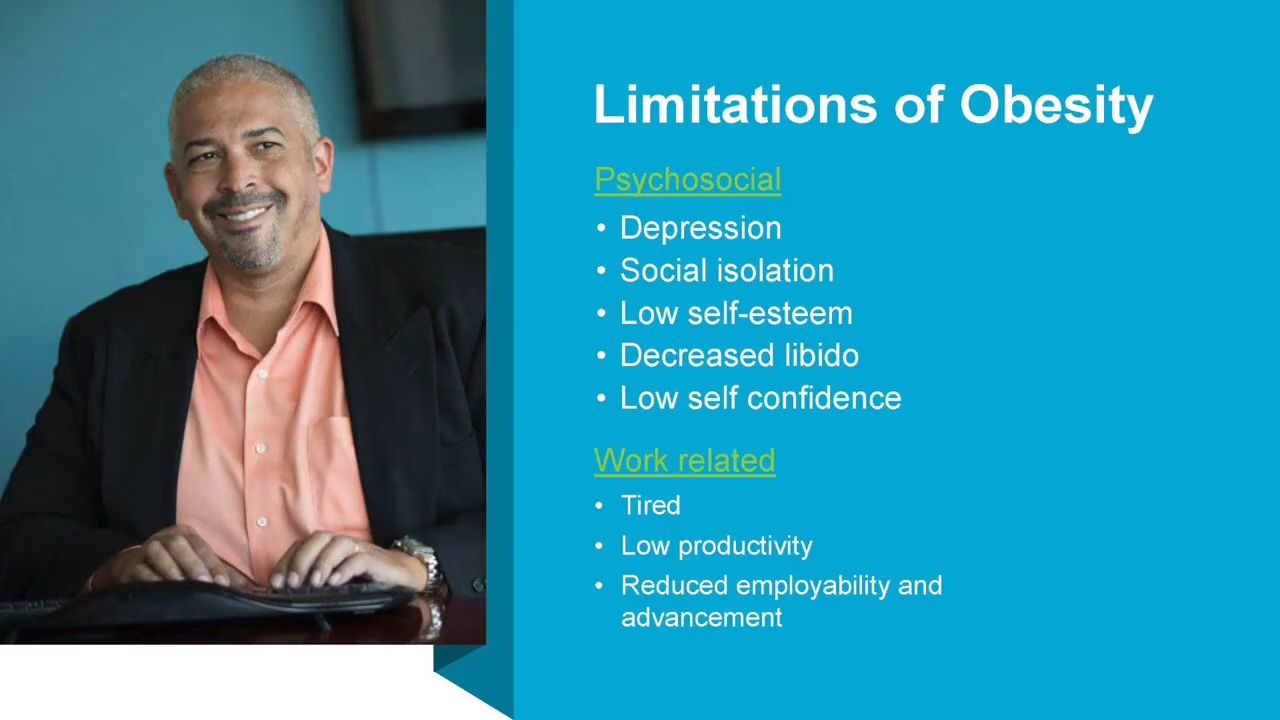 Limitations of Obesity
Psychosocial
• Depression
• Social isolation
• Low self-esteem
• Decreased libido
• Low self confidence
Work related
• Tired
• Low productivity
• Reduced employability and
advancement